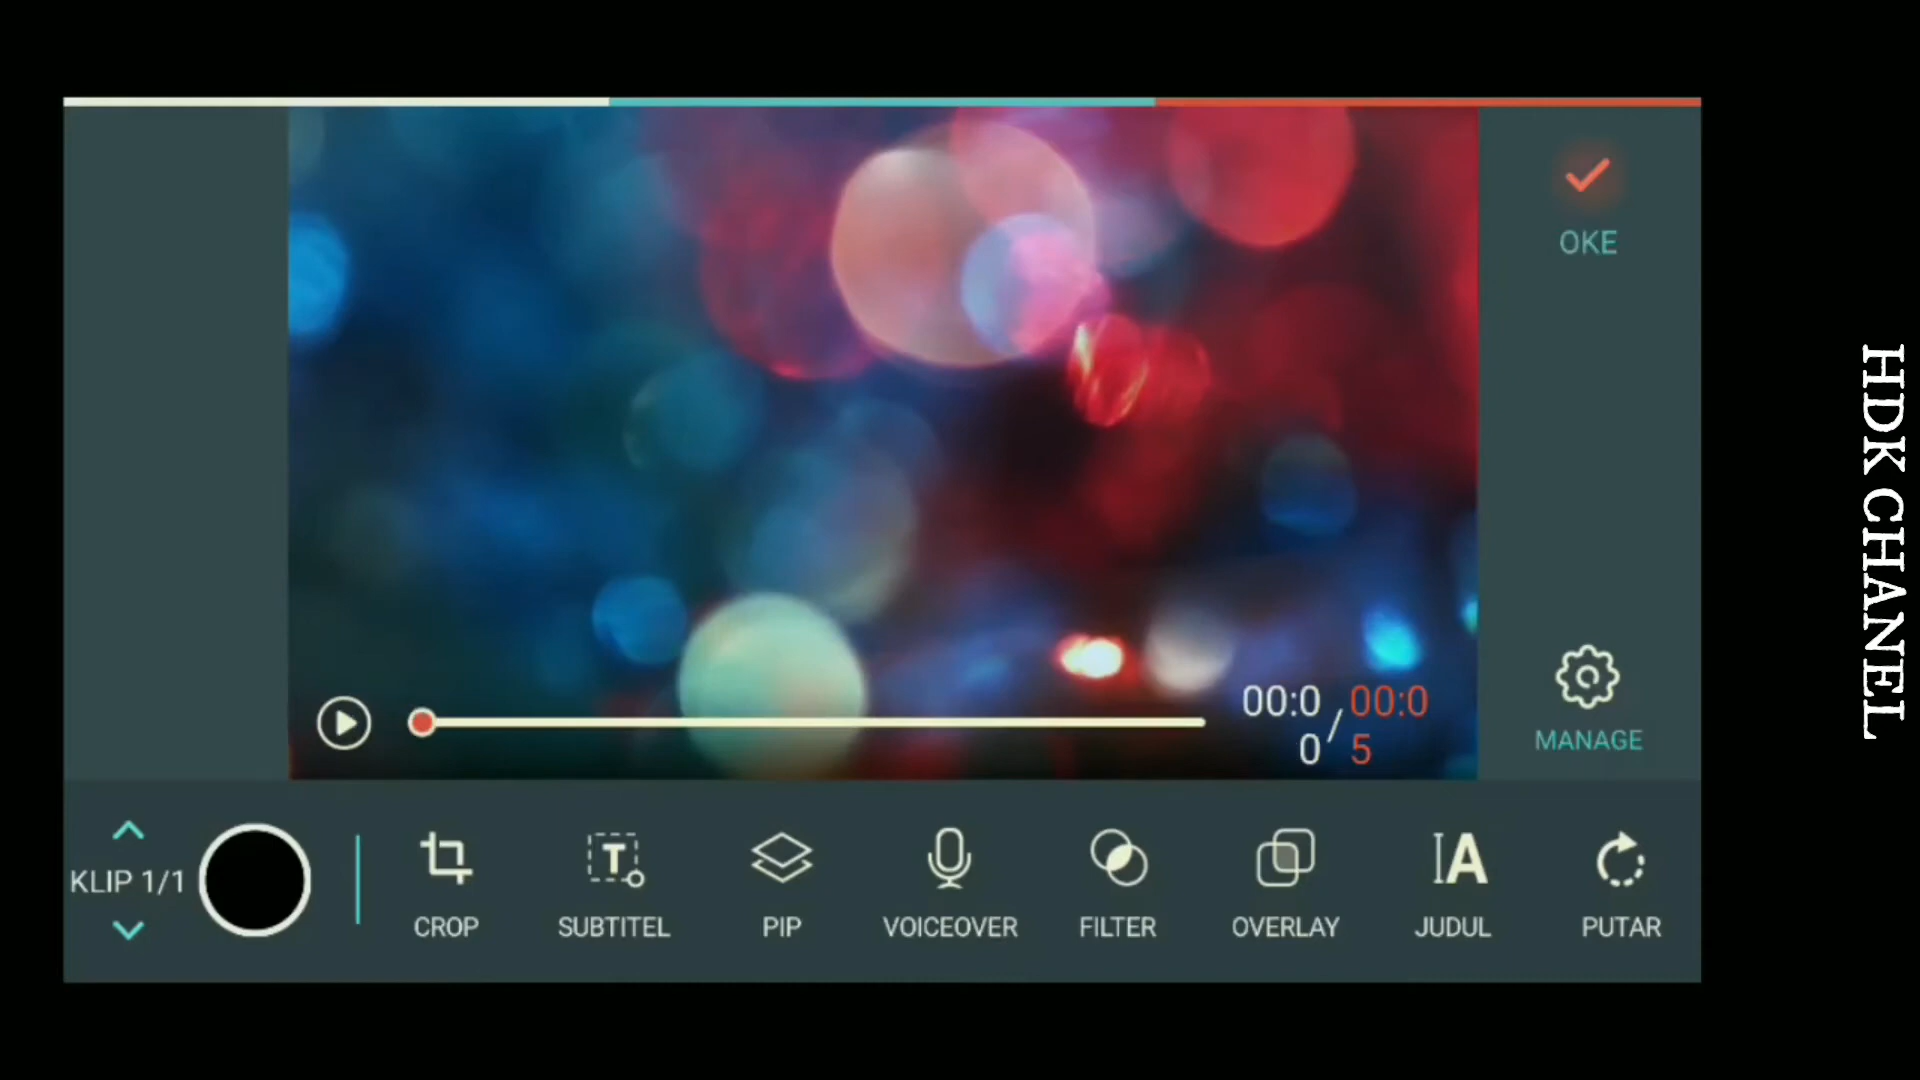 OKE
HDK CHANEL
00:0 / 00:0
0 5
MANAGE
KLIP 1/1
CROP
SUBTITEL
PIP
VOICEOVER
FILTER
OVERLAY
JUDUL
PUTAR